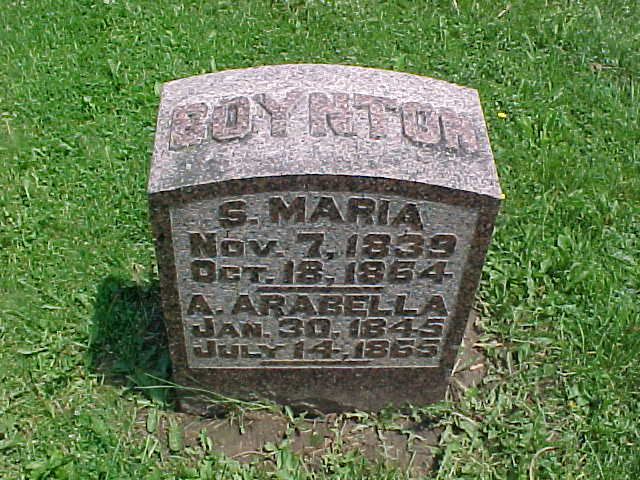 BOYNTON
S. MARIA
NOV. 7, 1839
OCT. 18, 1864
A. ARABELLA
JAN. 30, 1845
JULY 14, 1865